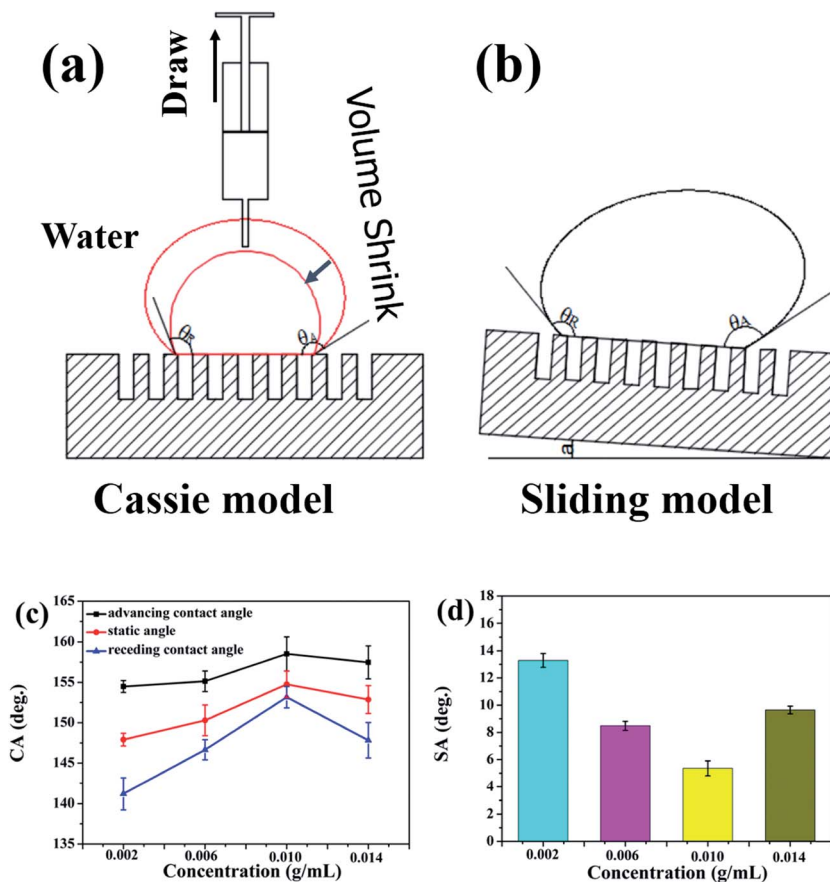 (a)
Draw
Volume Shrink
Water
θR
θA
Cassie model
(b)
θR
θA
a
Sliding model
(c)
165
160
155
150
145
140
135
CA (deg.)
advancing contact angle
static angle
receding contact angle
0.002 0.006 0.010 0.014
Concentration (g/mL)
(d)
18
16
14
12
10
8
6
4
2
0
SA (deg.)
0.002 0.006 0.010 0.014
Concentration (g/mL)